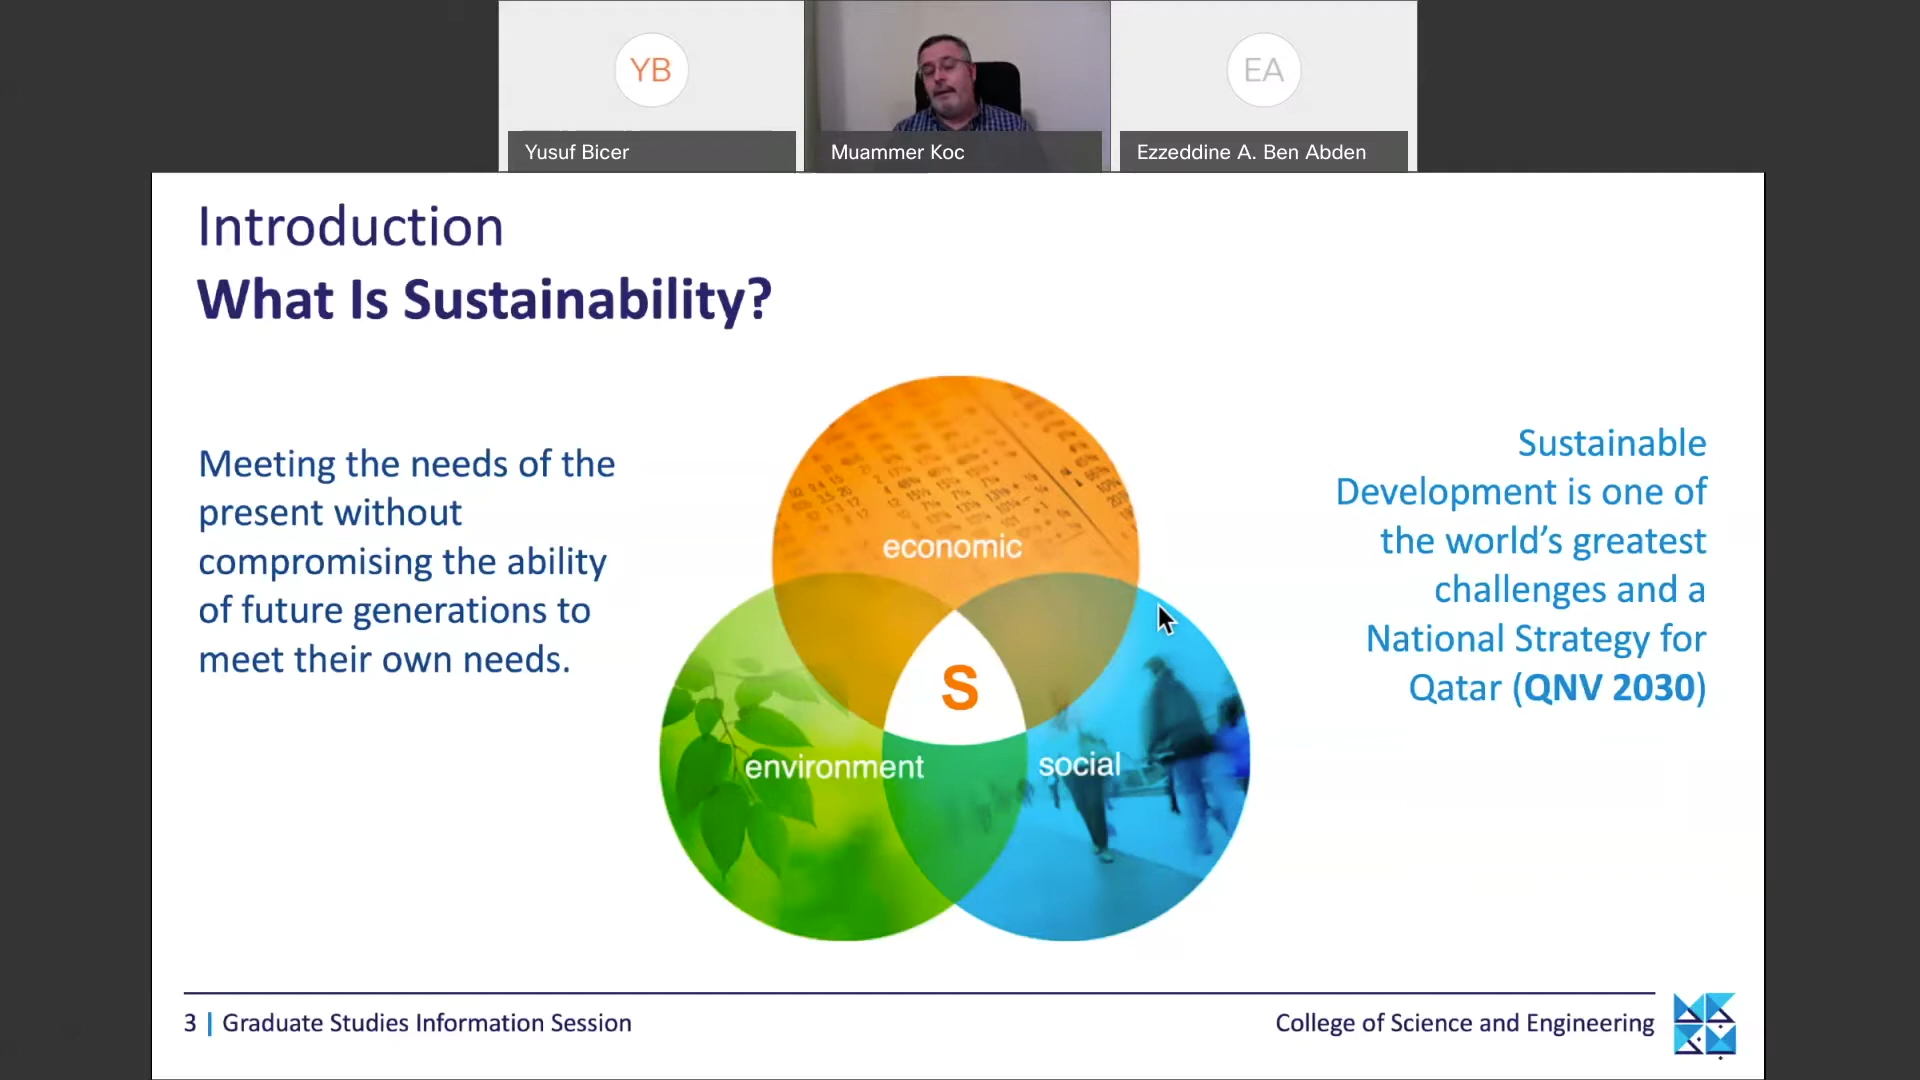 YB
EA
Yusuf Bicer
Muammer Koc
Ezzeddine A. Ben Abden
Introduction
What Is Sustainability?
Meeting the needs of the
present without
compromising the ability
of future generations to
meet their own needs.
economic
S
environment
social
Sustainable
Development is one of
the world’s greatest
challenges and a
National Strategy for
Qatar (QNV 2030)
3 | Graduate Studies Information Session
College of Science and Engineering